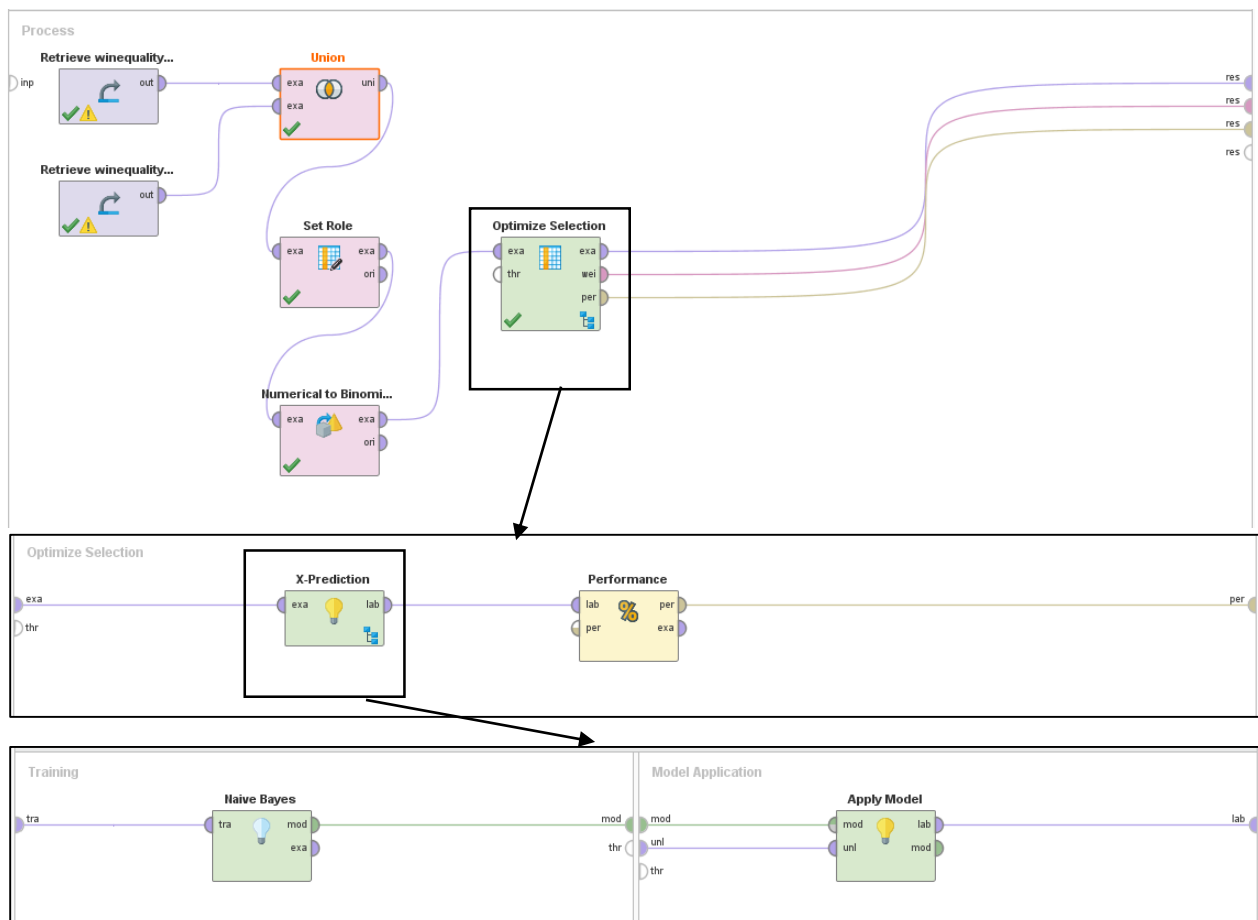 Process
Retrieve winequality...
Union
inp
out
exa
uni
res
exa
res
res
res
Retrieve winequality...
out
Set Role
Optimize Selection
exa
exa
ori
exa
exa
thr
wei
per
Numerical to Binomi...
exa
exa
ori
Optimize Selection
X-Prediction
Performance
exa
exa
lab
lab
per
per
thr
per
exa
Training
Model Application
Naive Bayes
Apply Model
tra
tra
mod
mod
mod
mod
lab
lab
exa
thr
unl
unl
mod
thr